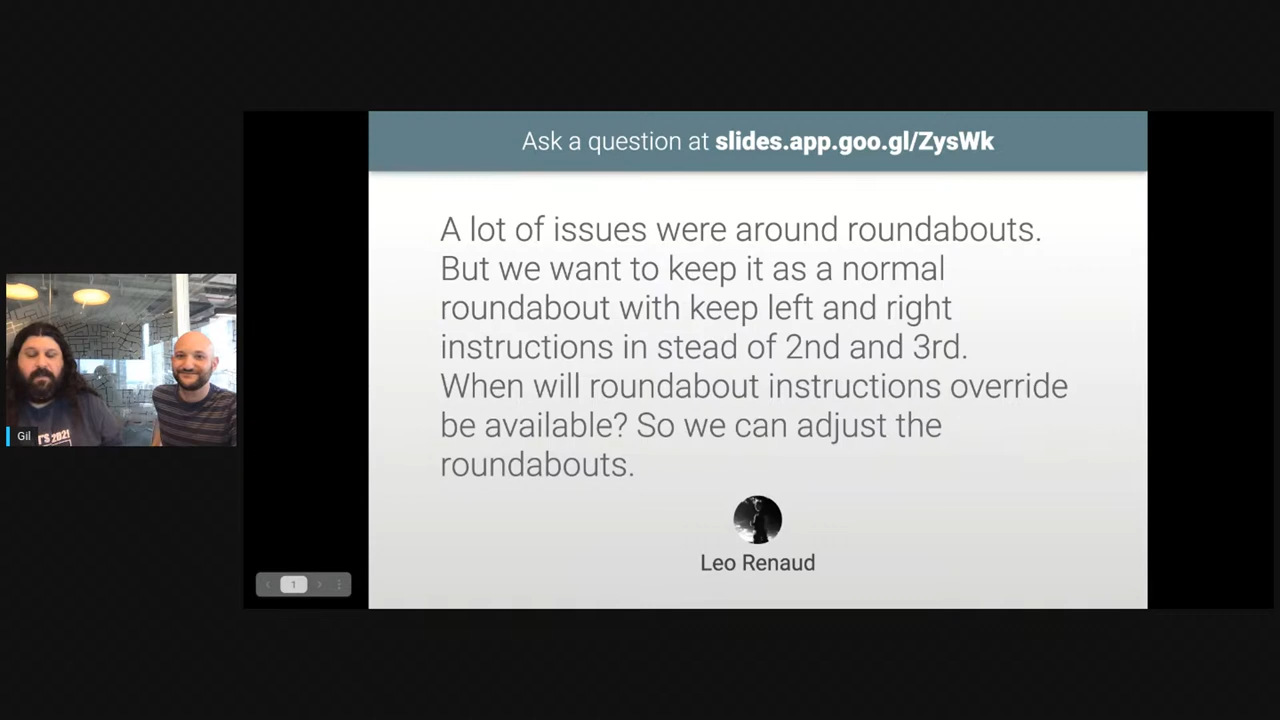 Ask a question at slides.app.goo.gl/ZysWk
A lot of issues were around roundabouts.
But we want to keep it as a normal
roundabout with keep left and right
instructions in stead of 2nd and 3rd.
When will roundabout instructions override
be available? So we can adjust the
roundabouts.
Leo Renaud
Gil
T'S 2021
1